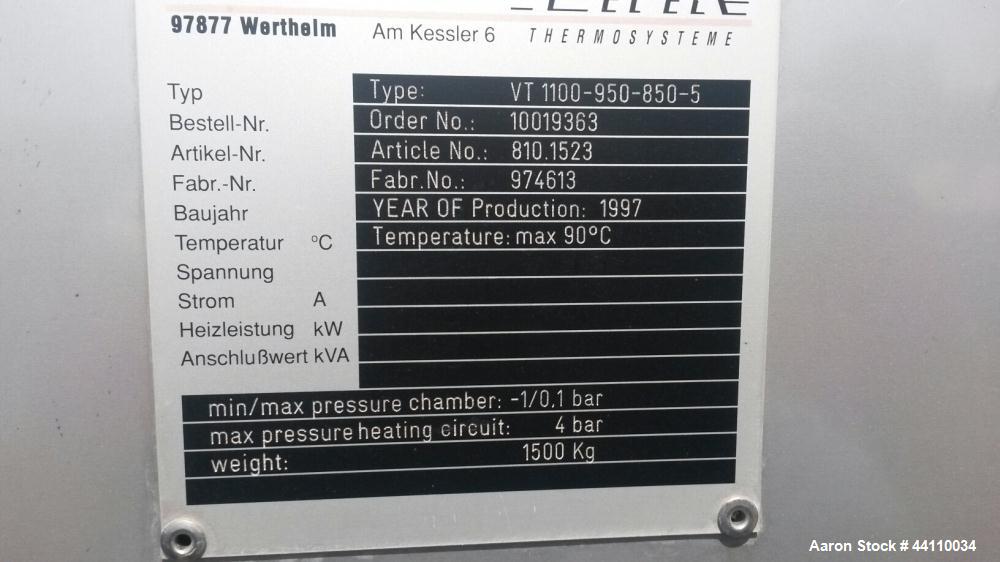 97877 Wertheim Am Kessler 6 THERMOSYSTEME
Typ Type: VT 1100-950-850-5
Bestell-Nr. Order No.: 10019363
Artikel-Nr. Article No.: 810.1523
Fabr.-Nr. Fabr.No.: 974613
Baujahr YEAR OF Production: 1997
Temperatur °C Temperature: max 90°C
Spannung
Strom A
Heizleistung kW
Anschlußwert kVA
min/max pressure chamber: -1/0.1 bar
max pressure heating circuit: 4 bar
weight: 1500 Kg
Aaron Stock # 44110034